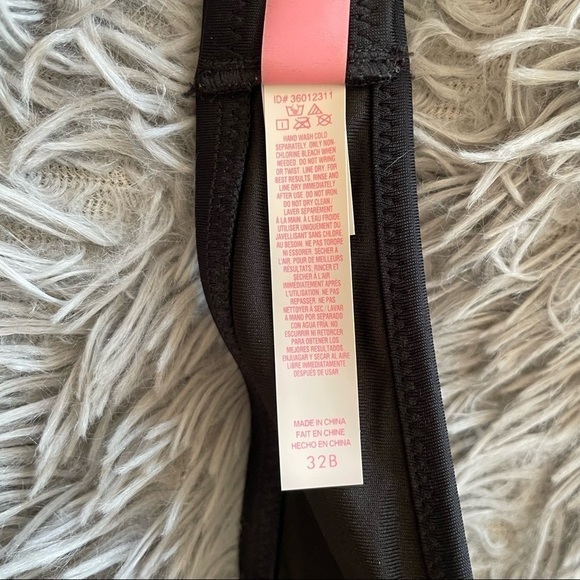 ID# 36012311
HAND WASH COLD
SEPARATELY. ONLY NON
CHLORINE BLEACH WHEN
NEEDED. DO NOT WRING
OR TWIST. LINE DRY. FOR
BEST RESULTS, RINSE AND
LINE DRY IMMEDIATELY
AFTER USE. DO NOT IRON
DO NOT DRY CLEAN /
LAVER SEPAREMENT
À LA MAIN, À L'EAU FROIDE
UTILISER UNIQUEMENT DU
JAVELLISANT SANS CHLORE
AU BESOIN. NE PAS TORDRE
NI ESSORER. SÉCHER À
L'AIR. POUR DE MEILLEURS
RÉSULTATS, RINCER ET
SÉCHER À L'AIR
IMMÉDIATEMENT APRÈS
L'UTILISATION. NE PAS
REPASSER. NE PAS
NETTOYER À SEC / LAVAR
A MANO POR SEPARADO
CON AGUA FRIA. NO
ESCURRIR NI RETORCER
PARA OBTENER LOS
MEJORES RESULTADOS
ENJUAGAR Y SECAR AL AIRE
LIBRE INMEDIATAMENTE
DESPUÉS DE USAR
MADE IN CHINA
FAIT EN CHINE
HECHO EN CHINA
32B